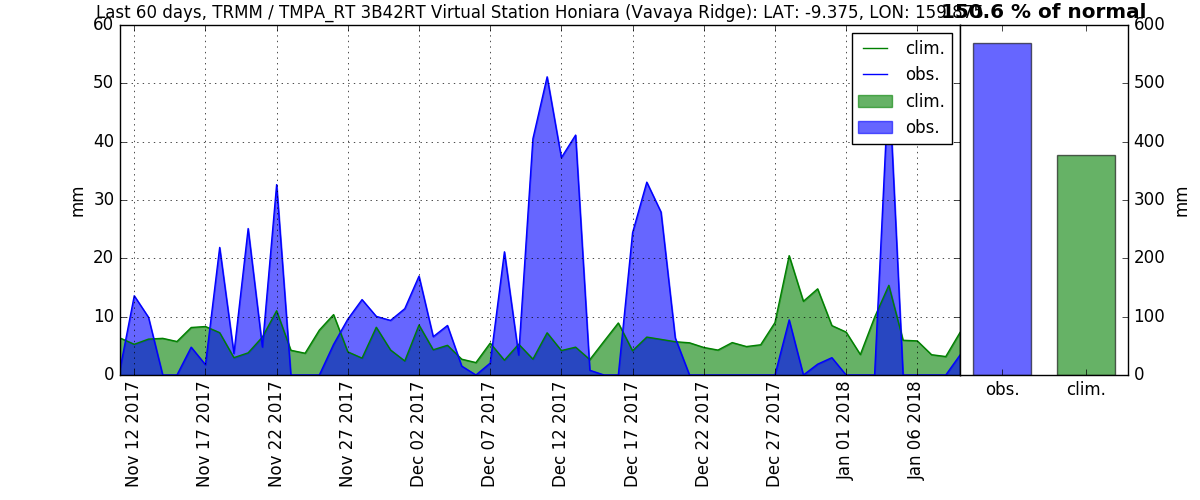 Last 60 days, TRMM / TMPA_RT 3B42RT Virtual Station Honiara (Vavaya Ridge): LAT: -9.375, LON:
150.6 % of normal
60
50
40
30
20
10
0
mm
clim.
obs.
clim.
obs.
Nov 12 2017
Nov 17 2017
Nov 22 2017
Nov 27 2017
Dec 02 2017
Dec 07 2017
Dec 12 2017
Dec 17 2017
Dec 22 2017
Dec 27 2017
Jan 01 2018
Jan 06 2018
600
500
400
300
200
100
0
mm
obs.
clim.